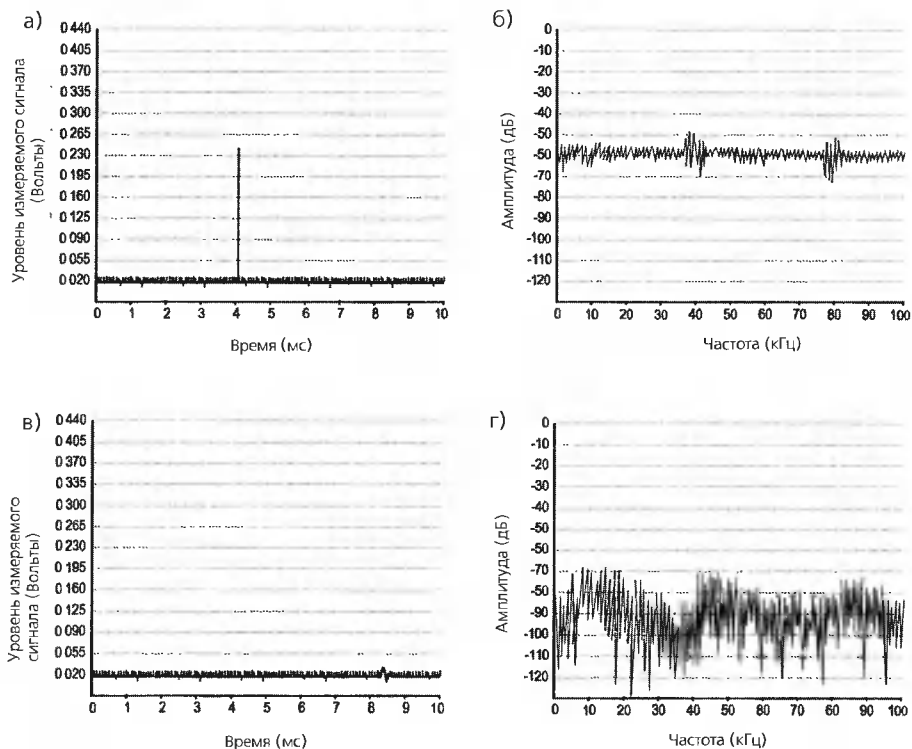 а)
Уровень измеряемого сигнала
(Вольты)
0 440
0 405
0 370
0 335
0 300
0 265
0 230
0 195
0 160
0 125
0 090
0 055
0 020
0 1 2 3 4 5 6 7 8 9 10
Время (мс)
б)
Амплитуда (дБ)
0
-10
-20
-30
-40
-50
-60
-70
-80
-90
-100
-110
-120
0 10 20 30 40 50 60 70 80 90 100
Частота (кГц)
в)
Уровень измеряемого
сигнала (Вольты)
0 440
0 405
0 370
0 335
0 300
0 265
0 230
0 195
0 160
0 125
0 090
0 055
0 020
0 1 2 3 4 5 6 7 8 9 10
Время (мс)
г)
Амплитуда (дБ)
0
-10
-20
-30
-40
-50
-60
-70
-80
-90
-100
-110
-120
0 10 20 30 40 50 60 70 80 90 100
Частота (кГц)